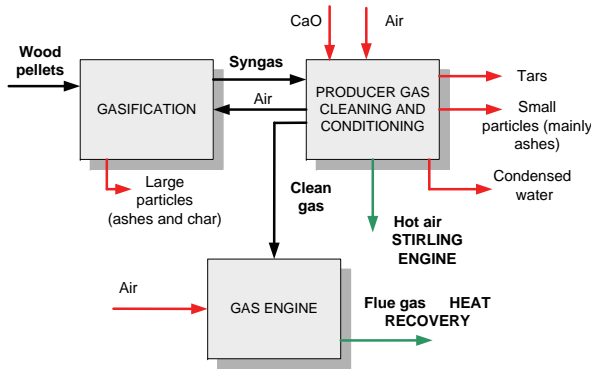 CaO
Air
Wood
pellets
Syngas
GASIFICATION
Air
PRODUCER GAS
CLEANING AND
CONDITIONING
Tars
Small
particles (mainly
ashes)
Condensed
water
Large
particles
(ashes and char)
Clean
gas
Hot air
STIRLING
ENGINE
Air
GAS ENGINE
Flue gas HEAT
RECOVERY